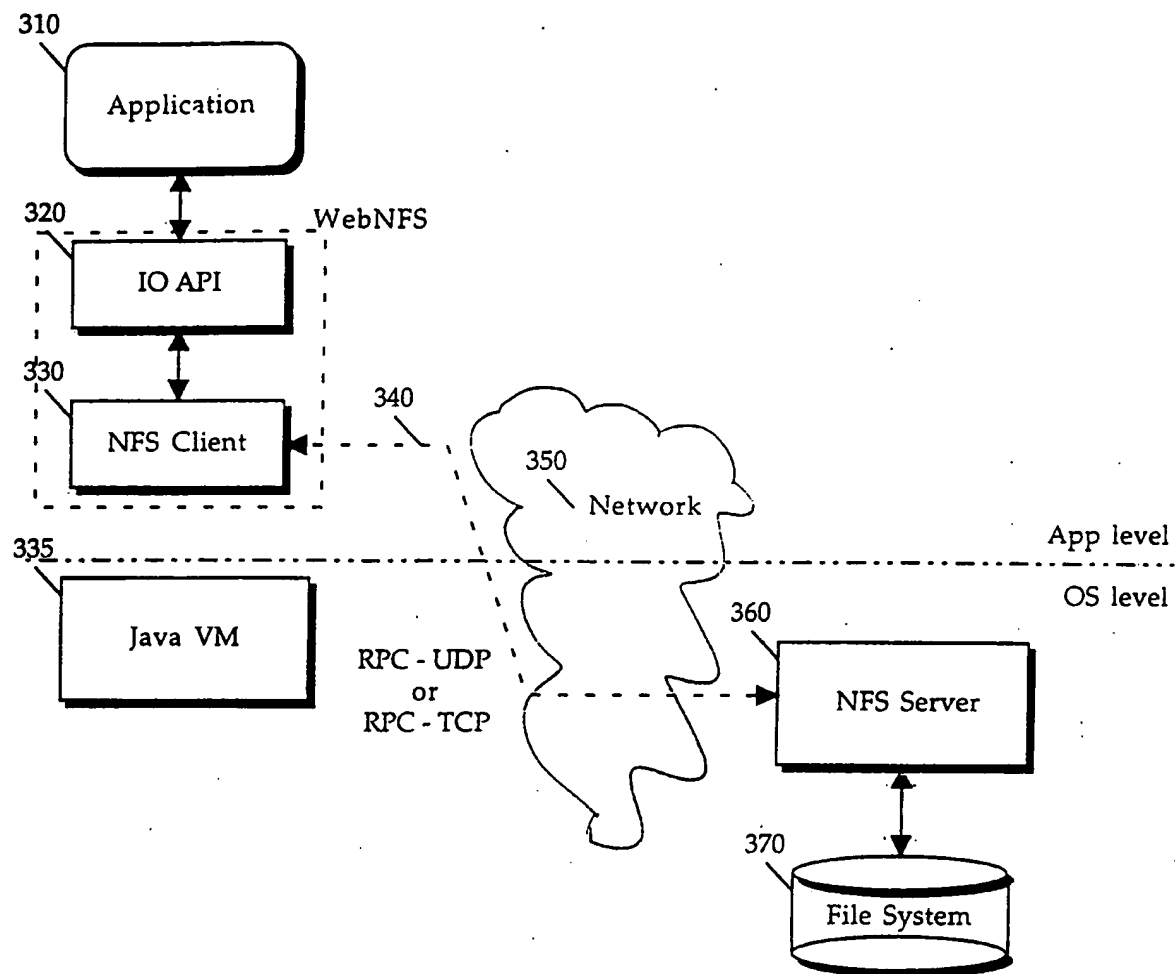 310
Application
320
WebNFS
IO API
330
340
NFS Client
350
Network
335
App level
OS level
Java VM
360
RPC - UDP
or
RPC - TCP
NFS Server
370
File System